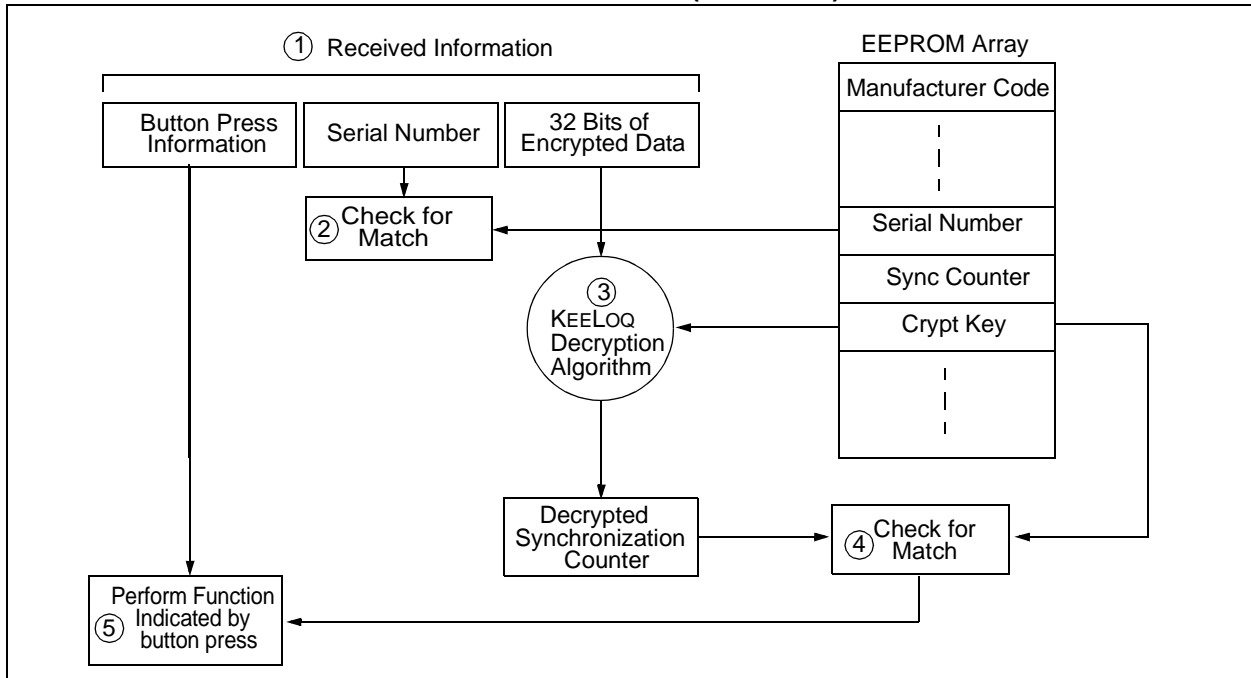 ① Received Information
EEPROM Array
Manufacturer Code
Button Press
Information
Serial Number
32 Bits of
Encrypted Data
② Check for
Match
Serial Number
Sync Counter
Crypt Key
③
KEELOQ
Decryption
Algorithm
Decrypted
Synchronization
Counter
④ Check for
Match
Perform Function
⑤ Indicated by
button press